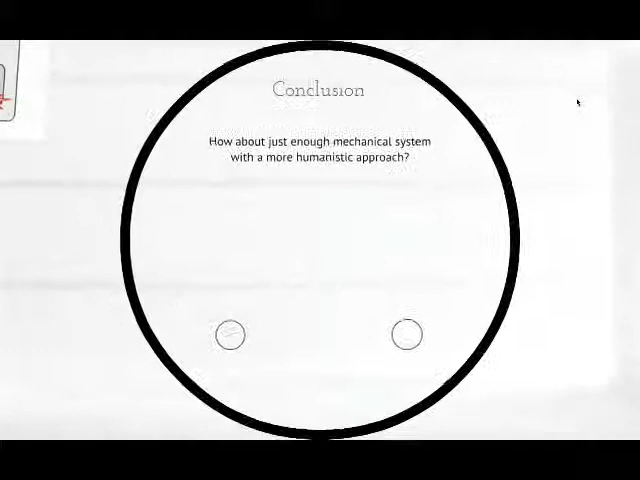 Conclusion
How about just enough mechanical system
with a more humanistic approach?